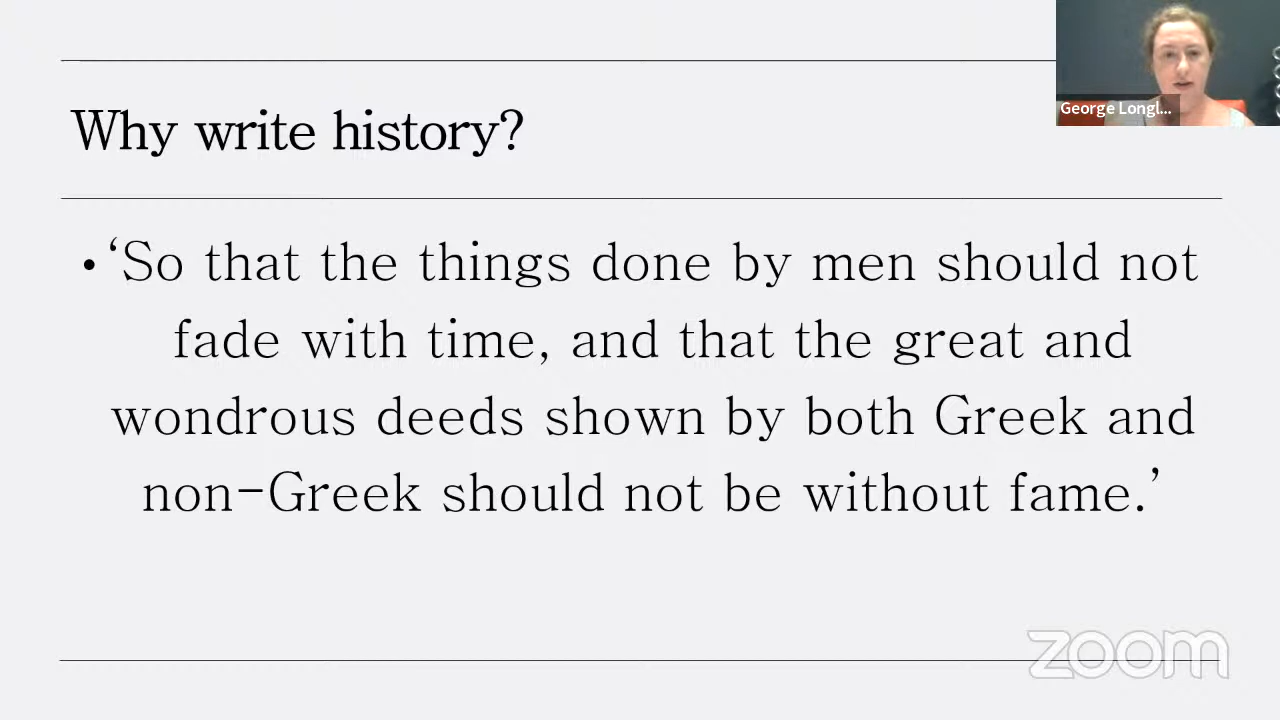 Why write history?
George Longl...
• ‘So that the things done by men should not
fade with time, and that the great and
wondrous deeds shown by both Greek and
non-Greek should not be without fame.’
zoom